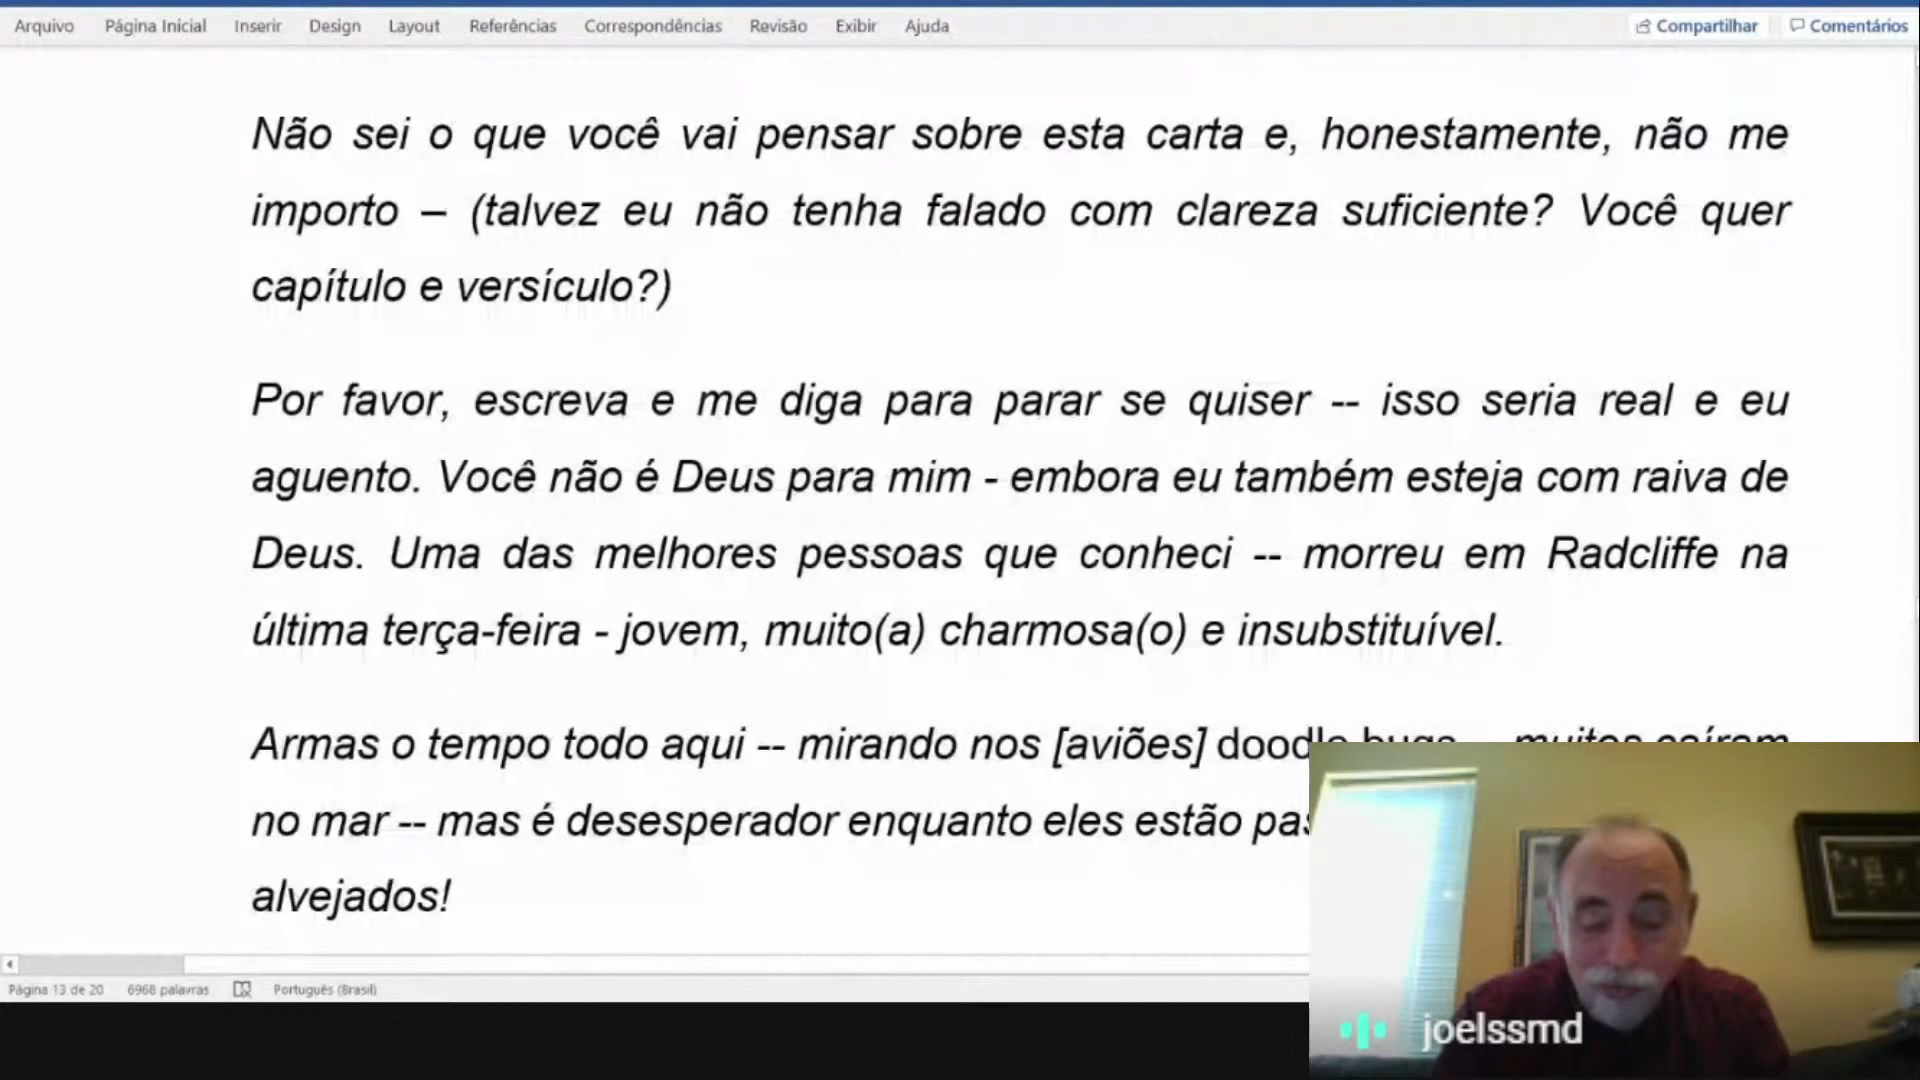 Arquivo Página Inicial Inserir Design Layout Referências Correspondências Revisão Exibir Ajuda Compartilhar Comentários
Não sei o que você vai pensar sobre esta carta e, honestamente, não me
importo – (talvez eu não tenha falado com clareza suficiente? Você quer
capítulo e versículo?)
Por favor, escreva e me diga para parar se quiser -- isso seria real e eu
aguento. Você não é Deus para mim - embora eu também esteja com raiva de
Deus. Uma das melhores pessoas que conheci -- morreu em Radcliffe na
última terça-feira - jovem, muito(a) charmosa(o) e insubstituível.
Armas o tempo todo aqui -- mirando nos [aviões] doodle bugs -- muitos caíram
no mar -- mas é desesperador enquanto eles estão
alvejados!
Página 13 de 20 6968 palavras Português (Brasil)
joelssmd